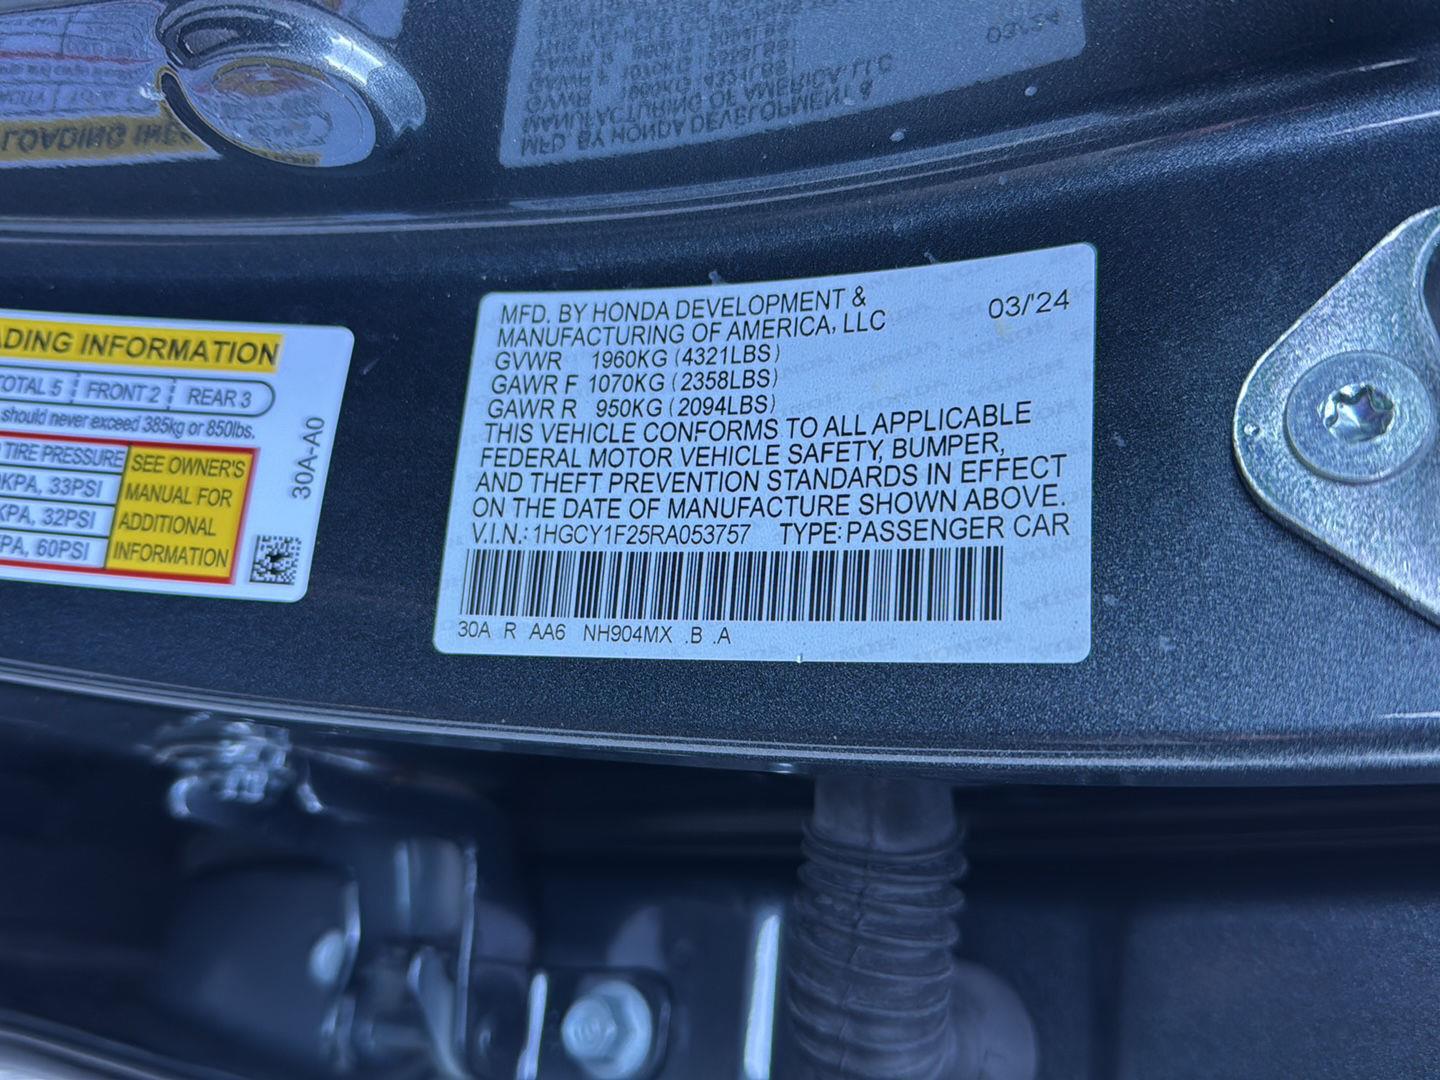 ADING INFORMATION
TOTAL 5 FRONT 2 REAR 3
should never exceed 385kg or 850lbs.
TIRE PRESSURE
KPA, 33PSI
KPA, 32PSI
PA, 60PSI
SEE OWNER'S
MANUAL FOR
ADDITIONAL
INFORMATION
30A-A0
MFD. BY HONDA DEVELOPMENT & 03/'24
MANUFACTURING OF AMERICA, LLC
GVWR 1960KG (4321LBS)
GAWR F 1070KG (2358LBS)
GAWR R 950KG (2094LBS)
THIS VEHICLE CONFORMS TO ALL APPLICABLE
FEDERAL MOTOR VEHICLE SAFETY, BUMPER,
AND THEFT PREVENTION STANDARDS IN EFFECT
ON THE DATE OF MANUFACTURE SHOWN ABOVE.
V.I.N.: 1HGCY1F25RA053757 TYPE: PASSENGER CAR
30A R AA6 NH904MX .B .A